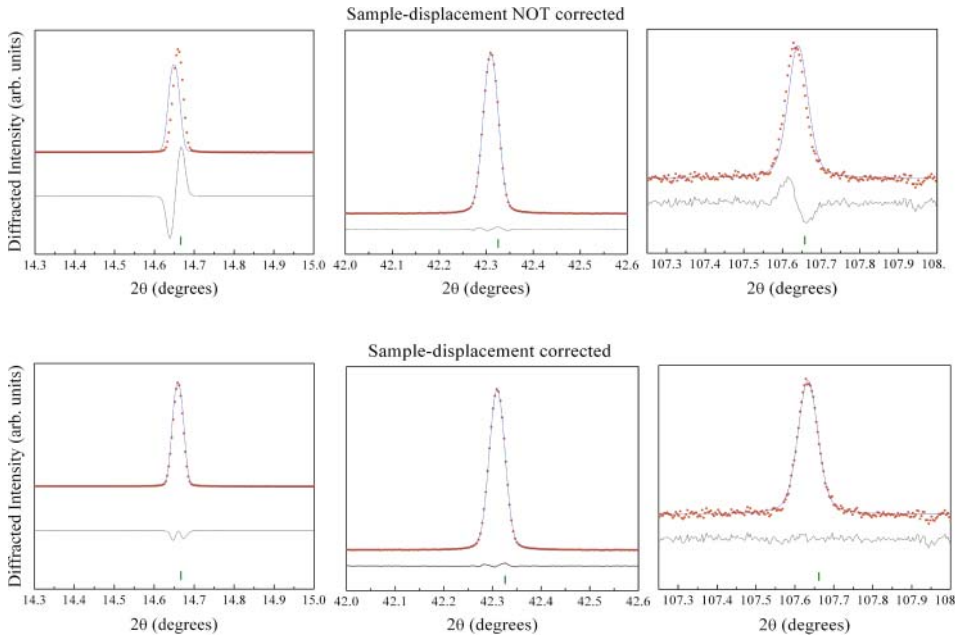 Sample-displacement NOT corrected
Diffracted Intensity (arb. units)
14.3 14.4 14.5 14.6 14.7 14.8 14.9 15.0
2θ (degrees)
42.0 42.1 42.2 42.3 42.4 42.5 42.6
2θ (degrees)
107.3 107.4 107.5 107.6 107.7 107.8 107.9 108.
2θ (degrees)
Sample-displacement corrected
Diffracted Intensity (arb. units)
14.3 14.4 14.5 14.6 14.7 14.8 14.9 15.0
2θ (degrees)
42.0 42.1 42.2 42.3 42.4 42.5 42.6
2θ (degrees)
107.3 107.4 107.5 107.6 107.7 107.8 107.9 108
2θ (degrees)